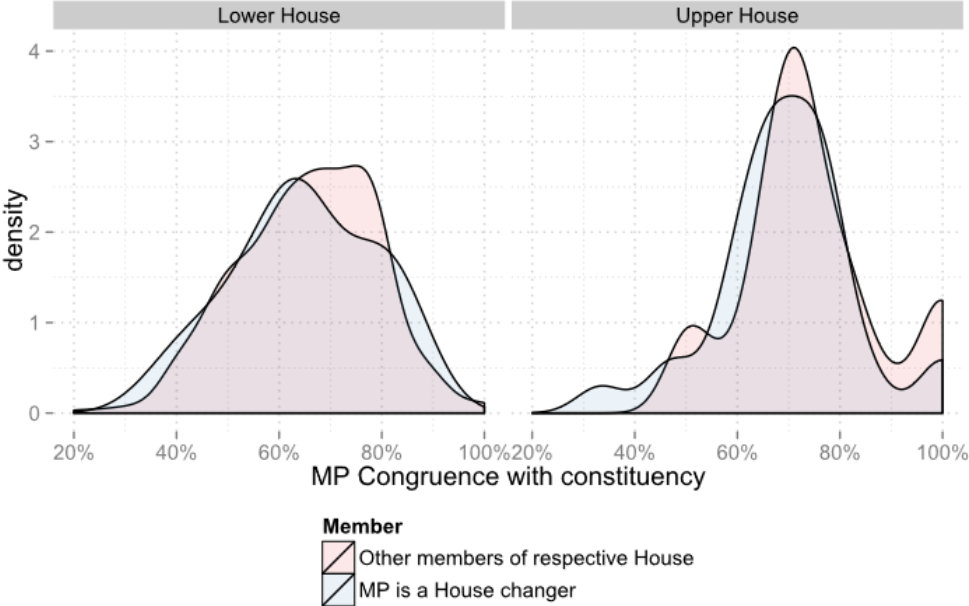 Lower House
Upper House
4
3
2
1
0
density
20%
40%
60%
80%
100%
20%
40%
60%
80%
100%
MP Congruence with constituency
Member
Other members of respective House
MP is a House changer